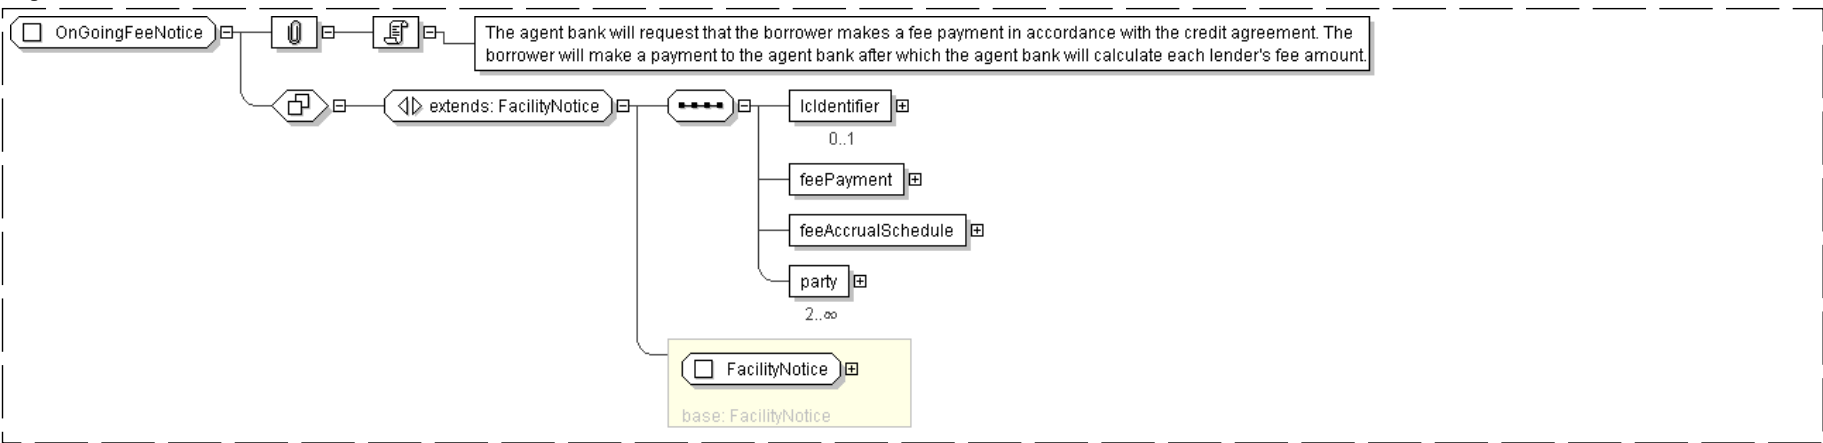 OnGoingFeeNotice
The agent bank will request that the borrower makes a fee payment in accordance with the credit agreement. The
borrower will make a payment to the agent bank after which the agent bank will calculate each lender's fee amount.
extends: FacilityNotice
lcIdentifier
0..1
feePayment
feeAccrualSchedule
party
2..∞
FacilityNotice
base: FacilityNotice